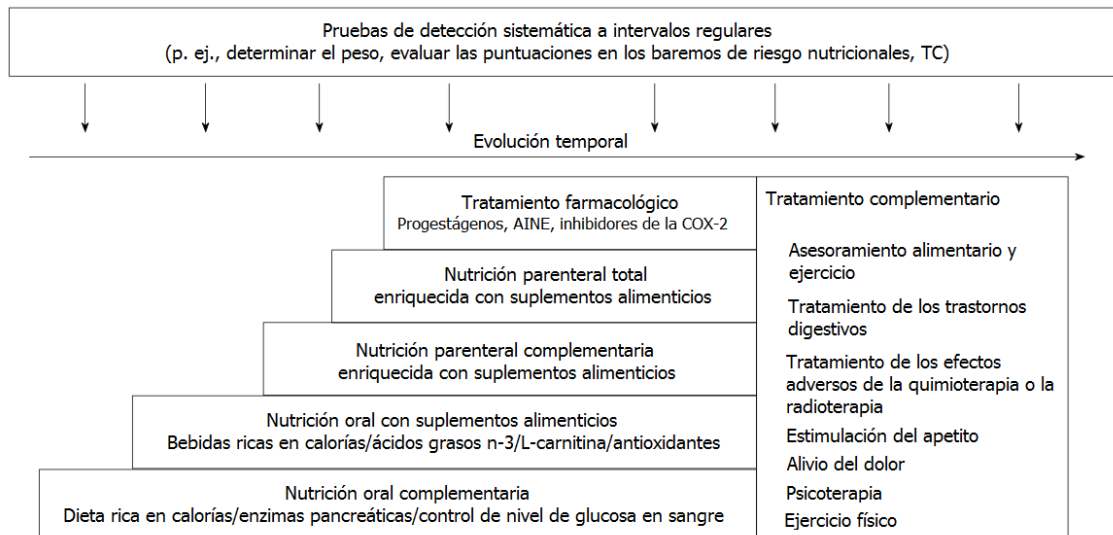 Pruebas de detección sistemática a intervalos regulares
(p. ej., determinar el peso, evaluar las puntuaciones en los baremos de riesgo nutricionales, TC)
Evolución temporal
Tratamiento farmacológico
Progestágenos, AINE, inhibidores de la COX-2
Nutrición parenteral total
enriquecida con suplementos alimenticios
Nutrición parenteral complementaria
enriquecida con suplementos alimenticios
Nutrición oral con suplementos alimenticios
Bebidas ricas en calorías/ácidos grasos n-3/L-carnitina/antioxidantes
Nutrición oral complementaria
Dieta rica en calorías/enzimas pancreáticas/control de nivel de glucosa en sangre
Tratamiento complementario
Asesoramiento alimentario y
ejercicio
Tratamiento de los trastornos
digestivos
Tratamiento de los efectos
adversos de la quimioterapia o la
radioterapia
Estimulación del apetito
Alivio del dolor
Psicoterapia
Ejercicio físico